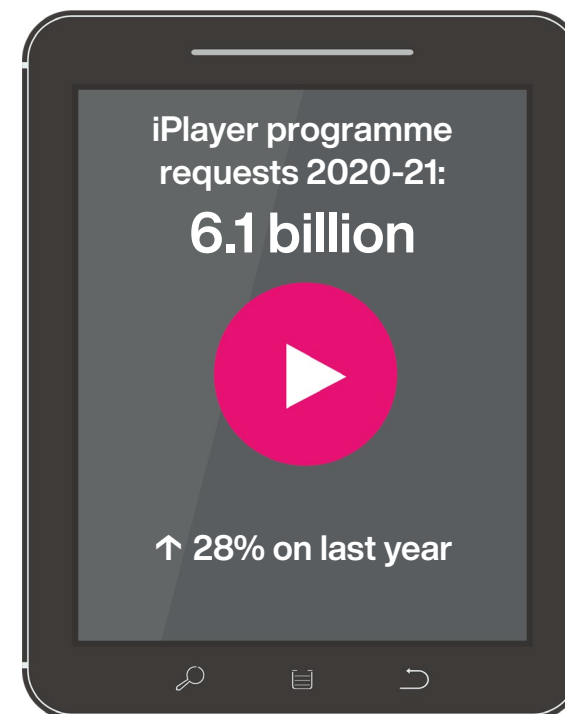 iPlayer programme
requests 2020-21:
6.1 billion
↑ 28% on last year